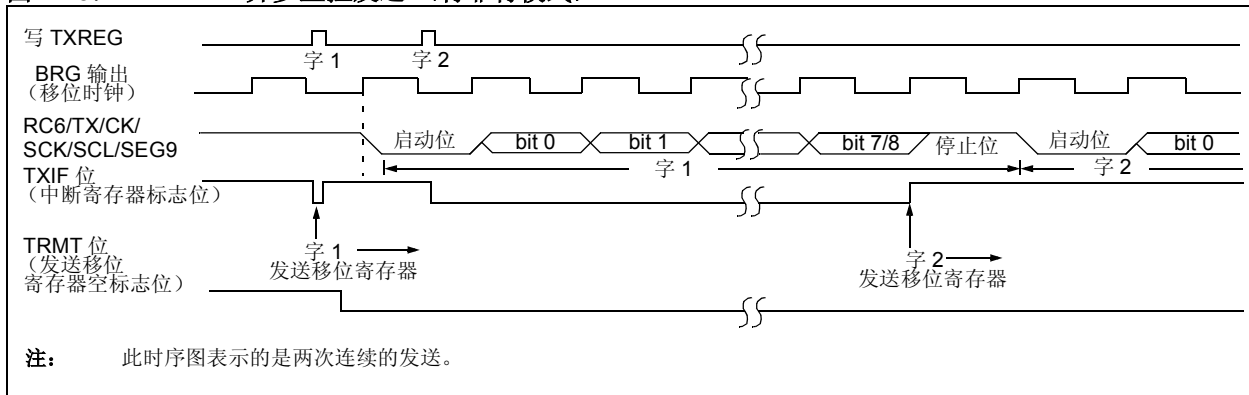 写 TXREG
字 1
字 2
BRG 输出
（移位时钟）
RC6/TX/CK/
SCK/SCL/SEG9
启动位
bit 0
bit 1
bit 7/8
停止位
启动位
bit 0
字 1
字 2
TXIF 位
（中断寄存器标志位）
TRMT 位
（发送移位
寄存器空标志位）
字 1
发送移位寄存器
字 2
发送移位寄存器
注： 此时序图表示的是两次连续的发送。